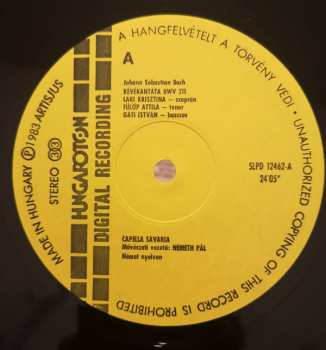 A HANGFELVÉTELT A TÖRVÉNY VÉDI · UNAUTHORIZED COPYING OF THIS RECORD IS PROHIBITED
MADE IN HUNGARY Ⓟ 1983 ARTISJUS
STEREO 33
HUNGAROTON
DIGITAL RECORDING
A
Johann Sebastian Bach
KÁVÉKANTÁTA BWV 211
LAKI KRISZTINA – szoprán
FÜLÖP ATTILA – tenor
GÁTI ISTVÁN – basszus
SLPD 12462-A
24'05"
CAPELLA SAVARIA
Művészeti vezető: NÉMETH PÁL
Német nyelven